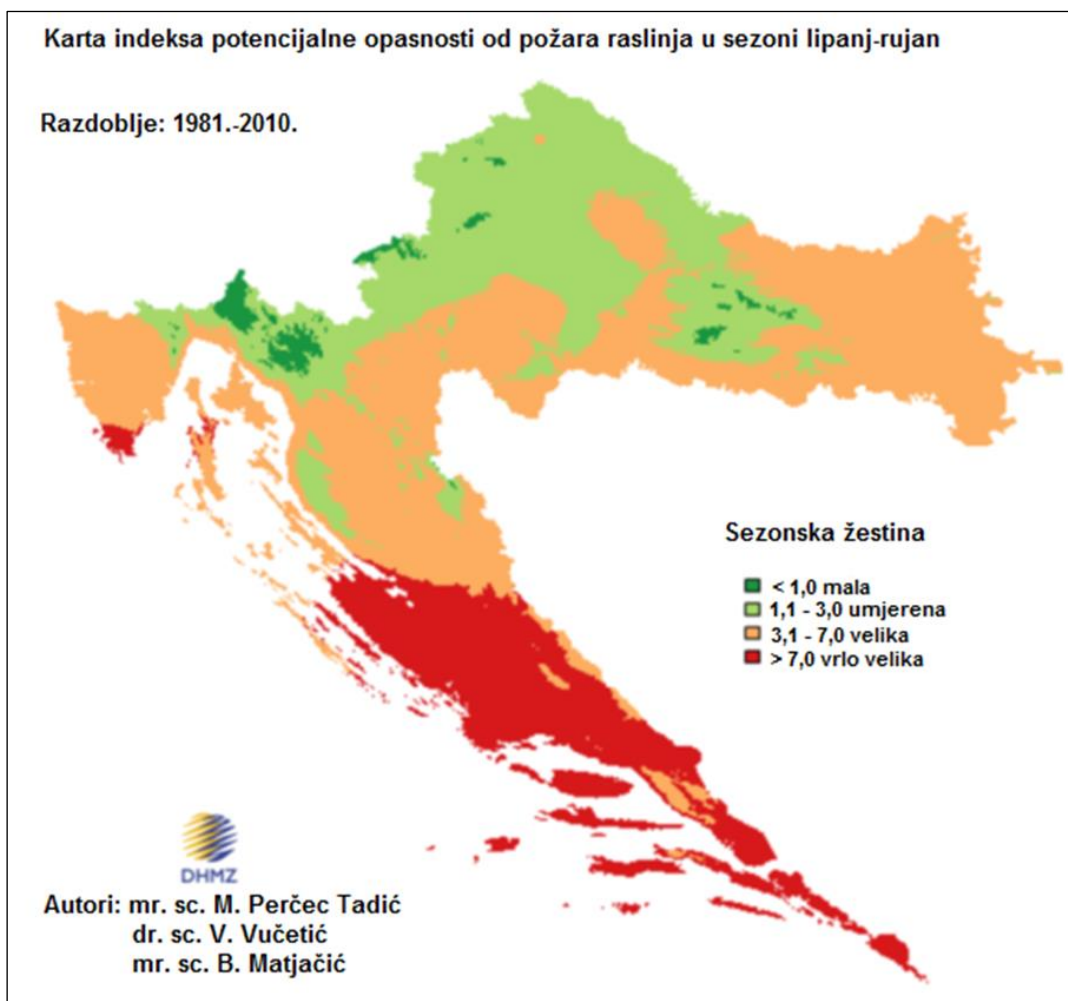 Karta indeksa potencijalne opasnosti od požara raslinja u sezoni lipanj-rujan
Razdoblje: 1981.-2010.
Sezonska žestina
< 1,0 mala
1,1 - 3,0 umjerena
3,1 - 7,0 velika
> 7,0 vrlo velika
DHMZ
Autori: mr. sc. M. Perčec Tadić
dr. sc. V. Vučetić
mr. sc. B. Matjačić